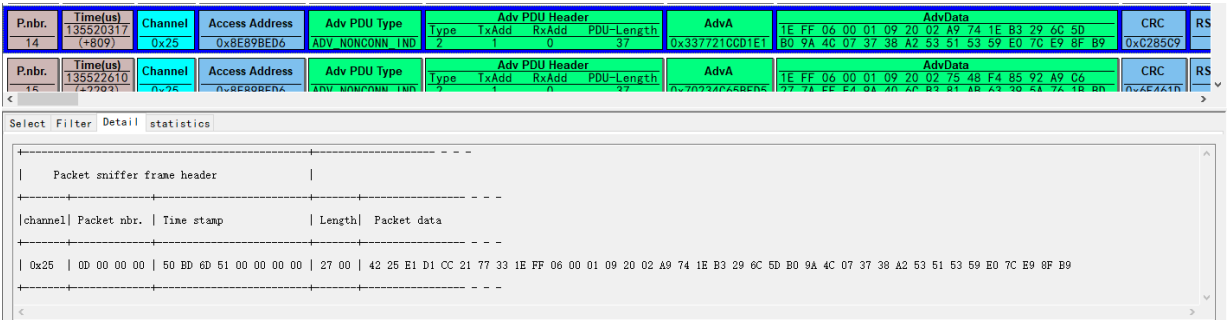 P.nbr. Time(us) Channel Access Address Adv PDU Type Adv PDU Header AdvA AdvData CRC RS
135520317 Type TxAdd RxAdd PDU-Length 1E FF 06 00 01 09 20 02 A9 74 1E B3 29 6C 5D
14 (+809) 0x25 0x8E89BED6 ADV_NONCONN_IND 2 1 0 37 0x337721CCD1E1 B0 9A 4C 07 37 38 A2 53 51 53 59 E0 7C E9 8F B9 0xC285C9
P.nbr. Time(us) Channel Access Address Adv PDU Type Adv PDU Header AdvA AdvData CRC RS
135522610 Type TxAdd RxAdd PDU-Length 1E FF 06 00 01 09 20 02 75 48 F4 85 92 A9 C6
15 (+2293) 0x25 0x8E89BED6 ADV_NONCONN_IND 2 1 0 37 0x70234C65BED5
Select Filter Detail statistics
| Packet sniffer frame header |
|channel| Packet nbr. | Time stamp | Length| Packet data
| 0x25 | 0D 00 00 00 | 50 BD 6D 51 00 00 00 00 | 27 00 | 42 25 E1 D1 CC 21 77 33 1E FF 06 00 01 09 20 02 A9 74 1E B3 29 6C 5D B0 9A 4C 07 37 38 A2 53 51 53 59 E0 7C E9 8F B9